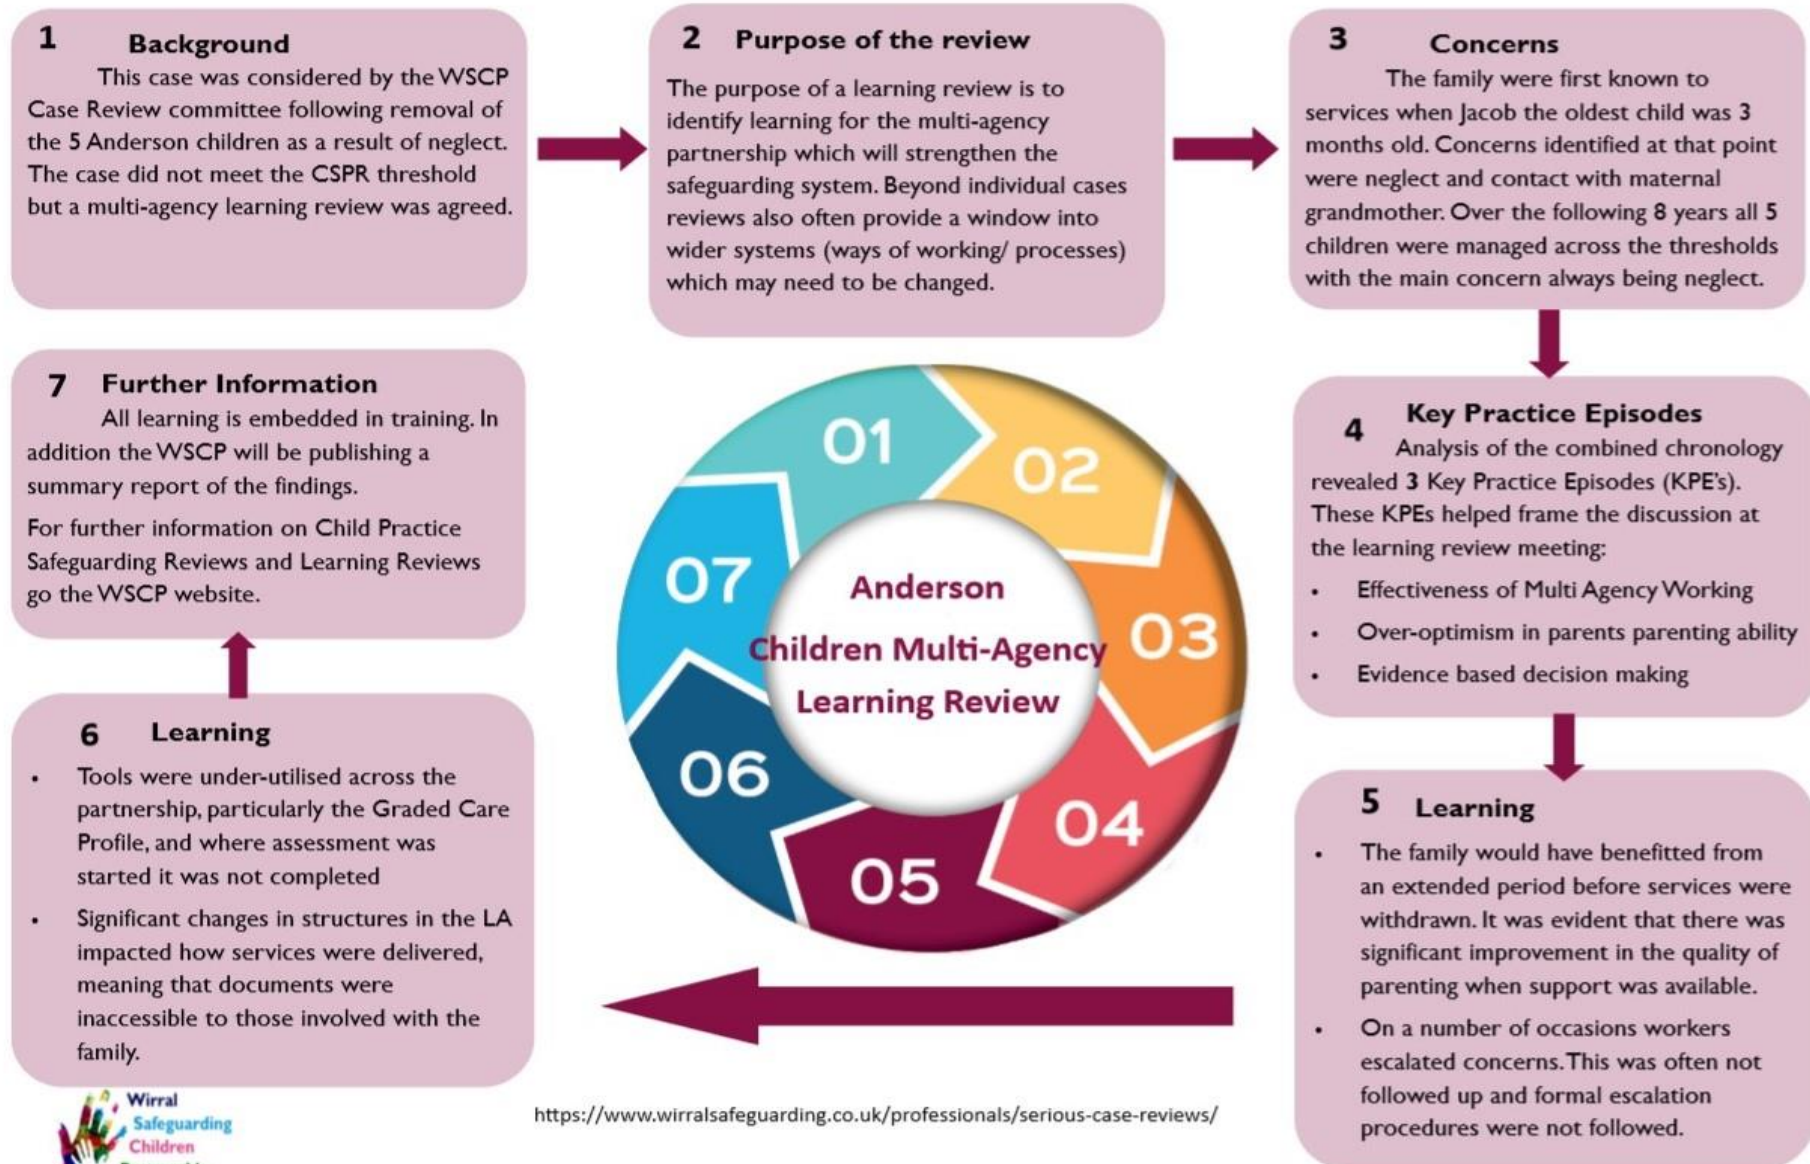 1 Background
This case was considered by the WSCP
Case Review committee following removal of
the 5 Anderson children as a result of neglect.
The case did not meet the CSPR threshold
but a multi-agency learning review was agreed.
2 Purpose of the review
The purpose of a learning review is to
identify learning for the multi-agency
partnership which will strengthen the
safeguarding system. Beyond individual cases
reviews also often provide a window into
wider systems (ways of working/ processes)
which may need to be changed.
3 Concerns
The family were first known to
services when Jacob the oldest child was 3
months old. Concerns identified at that point
were neglect and contact with maternal
grandmother. Over the following 8 years all 5
children were managed across the thresholds
with the main concern always being neglect.
4 Key Practice Episodes
Analysis of the combined chronology
revealed 3 Key Practice Episodes (KPE's).
These KPEs helped frame the discussion at
the learning review meeting:
• Effectiveness of Multi Agency Working
• Over-optimism in parents parenting ability
• Evidence based decision making
5 Learning
• The family would have benefitted from
an extended period before services were
withdrawn. It was evident that there was
significant improvement in the quality of
parenting when support was available.
• On a number of occasions workers
escalated concerns. This was often not
followed up and formal escalation
procedures were not followed.
6 Learning
• Tools were under-utilised across the
partnership, particularly the Graded Care
Profile, and where assessment was
started it was not completed
• Significant changes in structures in the LA
impacted how services were delivered,
meaning that documents were
inaccessible to those involved with the
family.
7 Further Information
All learning is embedded in training. In
addition the WSCP will be publishing a
summary report of the findings.
For further information on Child Practice
Safeguarding Reviews and Learning Reviews
go the WSCP website.
01
02
03
04
05
06
07
Anderson
Children Multi-Agency
Learning Review
Wirral
Safeguarding
Children
https://www.wirralsafeguarding.co.uk/professionals/serious-case-reviews/